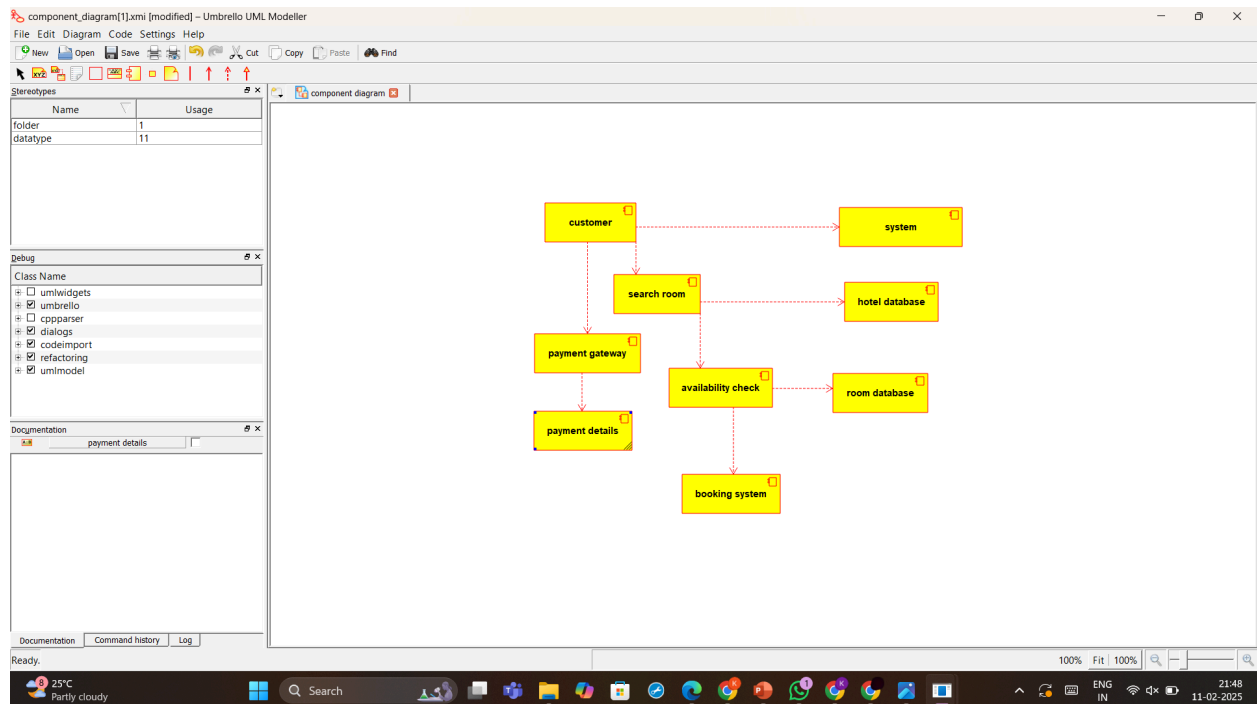 component_diagram[1].xmi [modified] – Umbrello UML Modeller
File Edit Diagram Code Settings Help
New Open Save Cut Copy Paste Find
XYZ
Stereotypes
component diagram
Name Usage
folder 1
datatype 11
customer
system
search room
hotel database
payment gateway
availability check
room database
payment details
booking system
Debug
Class Name
umlwidgets
umbrello
cppparser
dialogs
codeimport
refactoring
umlmodel
Documentation
payment details
Documentation Command history Log
Ready.
100% Fit 100%
8 25°C
Partly cloudy
Search
1
ENG
IN
21:48
11-02-2025